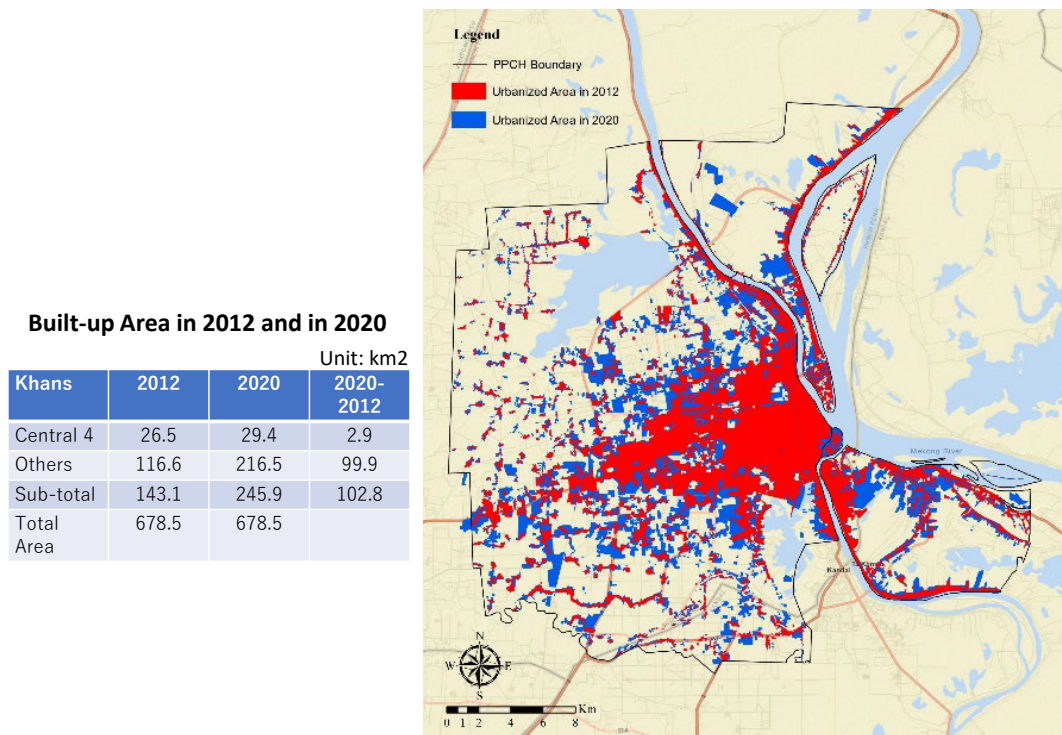 Built-up Area in 2012 and in 2020
Unit: km2
Khans 2012 2020 2020-
2012
Central 4 26.5 29.4 2.9
Others 116.6 216.5 99.9
Sub-total 143.1 245.9 102.8
Total
Area 678.5 678.5
Legend
PPCH Boundary
Urbanized Area in 2012
Urbanized Area in 2020
Mekong River
Kandal
N
W E
S
Km
0 1 2 4 6 8